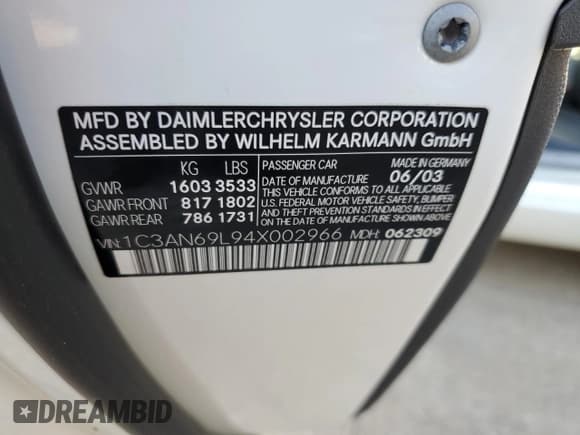 MFD BY DAIMLERCHRYSLER CORPORATION
ASSEMBLED BY WILHELM KARMANN GmbH
KG LBS
GVWR 1603 3533
GAWR FRONT 817 1802
GAWR REAR 786 1731
PASSENGER CAR MADE IN GERMANY
DATE OF MANUFACTURE 06/03
THIS VEHICLE CONFORMS TO ALL APPLICABLE
U.S. FEDERAL MOTOR VEHICLE SAFETY, BUMPER,
AND THEFT PREVENTION STANDARDS IN EFFECT
ON THE DATE OF MANUFACTURE SHOWN ABOVE
VIN: 1C3AN69L94X002966 MDH: 062309
DREAMBID